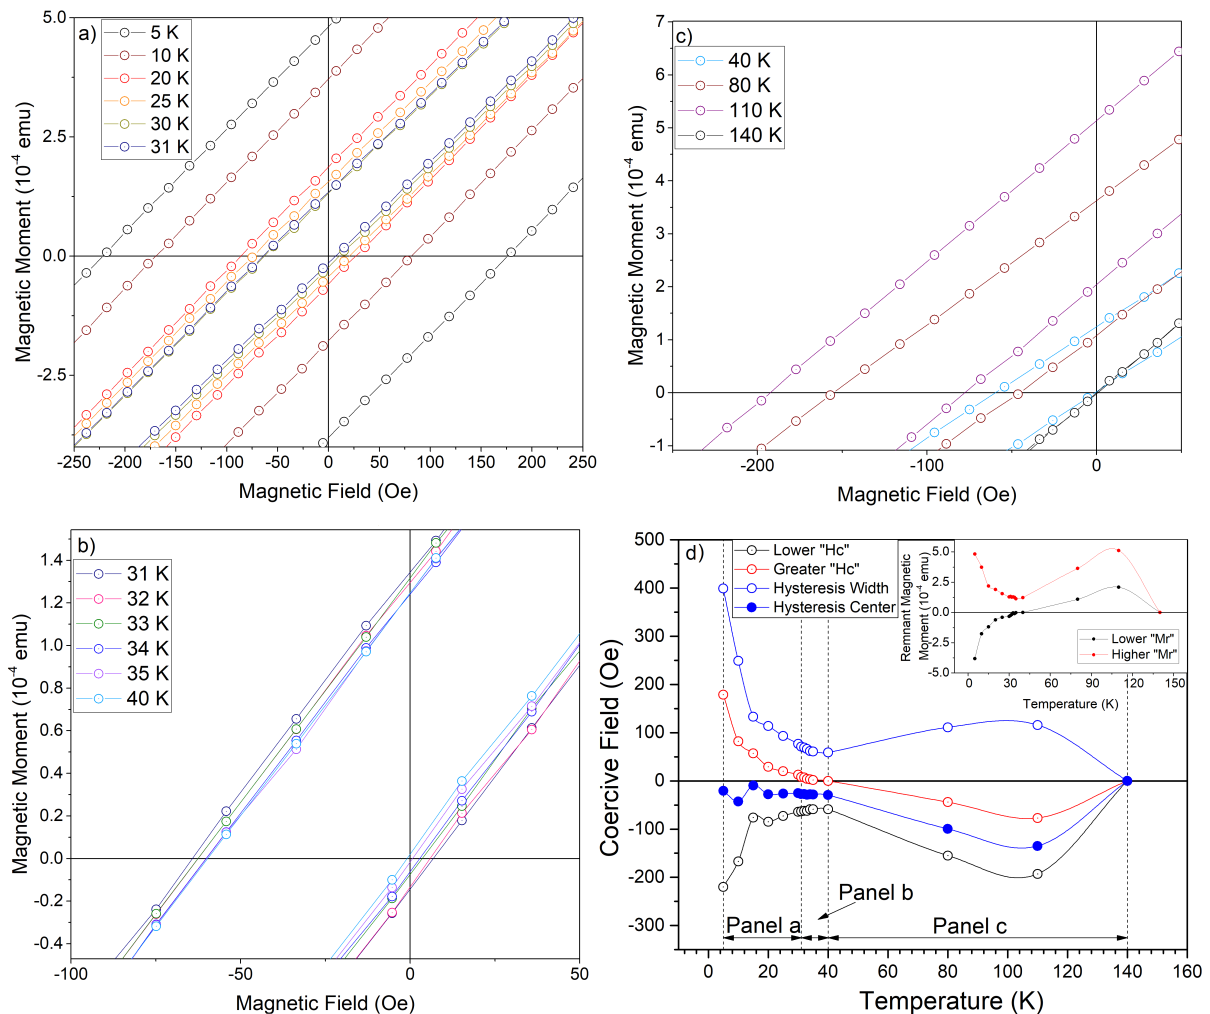 a)
5 K
10 K
20 K
25 K
30 K
31 K
5.0
2.5
0.0
-2.5
Magnetic Moment (10-4 emu)
-250 -200 -150 -100 -50 0 50 100 150 200 250
Magnetic Field (Oe)
c)
40 K
80 K
110 K
140 K
7
6
5
4
3
2
1
0
-1
Magnetic Moment (10-4 emu)
-200 -100 0
Magnetic Field (Oe)
b)
31 K
32 K
33 K
34 K
35 K
40 K
1.4
1.2
1.0
0.8
0.6
0.4
0.2
0.0
-0.2
-0.4
Magnetic Moment (10-4 emu)
-100 -50 0 50
Magnetic Field (Oe)
d)
Lower "Hc"
Greater "Hc"
Hysteresis Width
Hysteresis Center
500
400
300
200
100
0
-100
-200
-300
Coercive Field (Oe)
Panel a
Panel b
Panel c
0 20 40 60 80 100 120 140 160
Temperature (K)
5.0
2.5
0.0
-2.5
-5.0
Remnant Magnetic
Moment (10-4 emu)
Lower "Mr"
Higher "Mr"
0 30 60 90 120 150
Temperature (K)